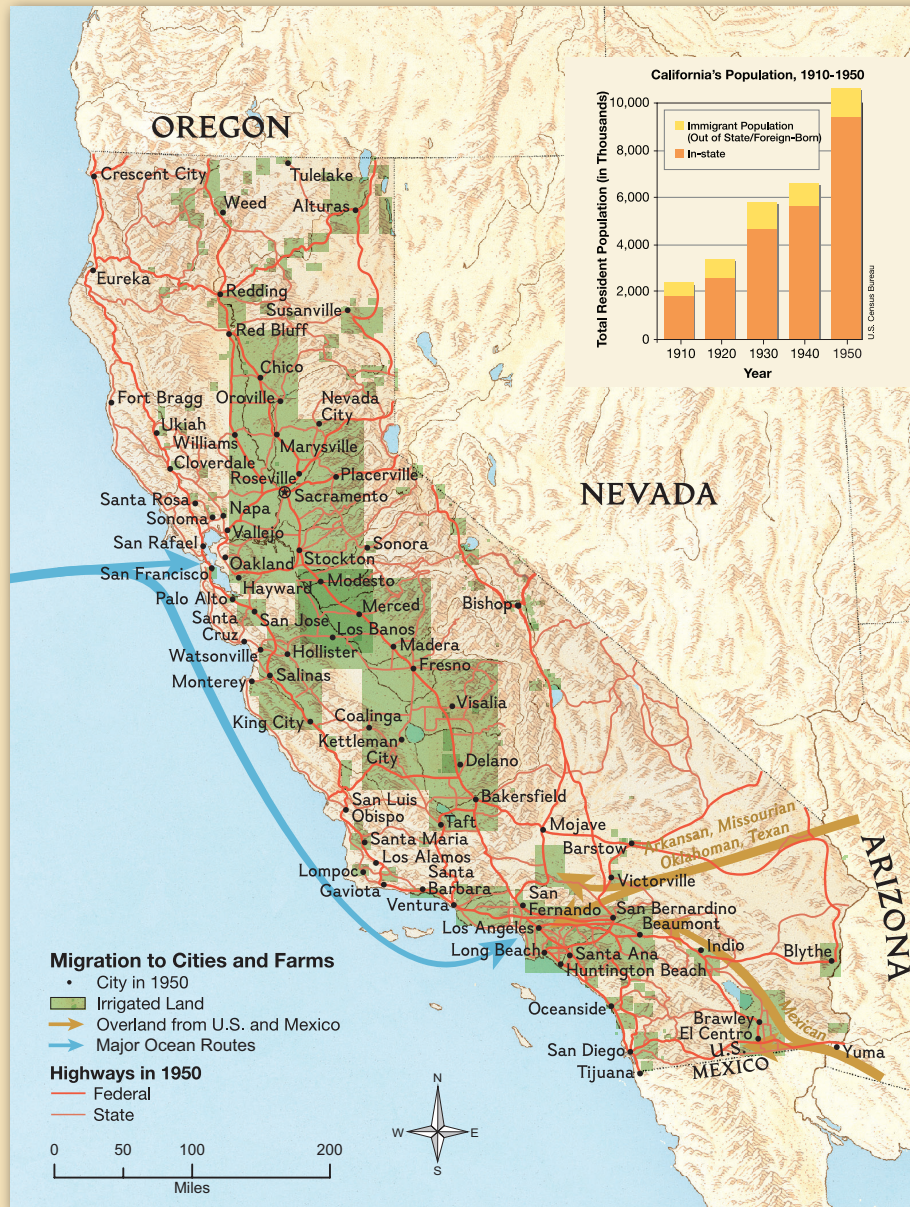 California's Population, 1910-1950
Total Resident Population (in Thousands)
10,000
8,000
6,000
4,000
2,000
0
Immigrant Population
(Out of State/Foreign-Born)
In-state
1910
1920
1930
1940
1950
Year
U.S. Census Bureau
OREGON
Crescent City
Tulelake
Weed
Alturas
Eureka
Redding
Susanville
Red Bluff
Chico
Fort Bragg
Oroville
Nevada
City
Ukiah
Williams
Marysville
Cloverdale
Roseville
Placerville
Sacramento
NEVADA
Santa Rosa
Napa
Sonoma
Vallejo
San Rafael
Sonora
Oakland
Stockton
San Francisco
Hayward
Modesto
Palo Alto
Merced
Bishop
Santa
Cruz
San Jose
Los Banos
Madera
Watsonville
Hollister
Fresno
Monterey
Salinas
Visalia
King City
Coalinga
Kettleman
City
Delano
Bakersfield
San Luis
Obispo
Taft
Mojave
Arkansan, Missourian
Oklahoman, Texan
Barstow
Santa Maria
Los Alamos
Lompoc
Victorville
Gaviota
Santa
Barbara
San
Fernando
Ventura
San Bernardino
Beaumont
ARIZONA
Los Angeles
Indio
Long Beach
Santa Ana
Blythe
Huntington Beach
Oceanside
Mexican
Brawley
El Centro
San Diego
U.S.
MEXICO
Yuma
Tijuana
Migration to Cities and Farms
City in 1950
Irrigated Land
Overland from U.S. and Mexico
Major Ocean Routes
Highways in 1950
Federal
State
N
W
E
S
0
50
100
200
Miles